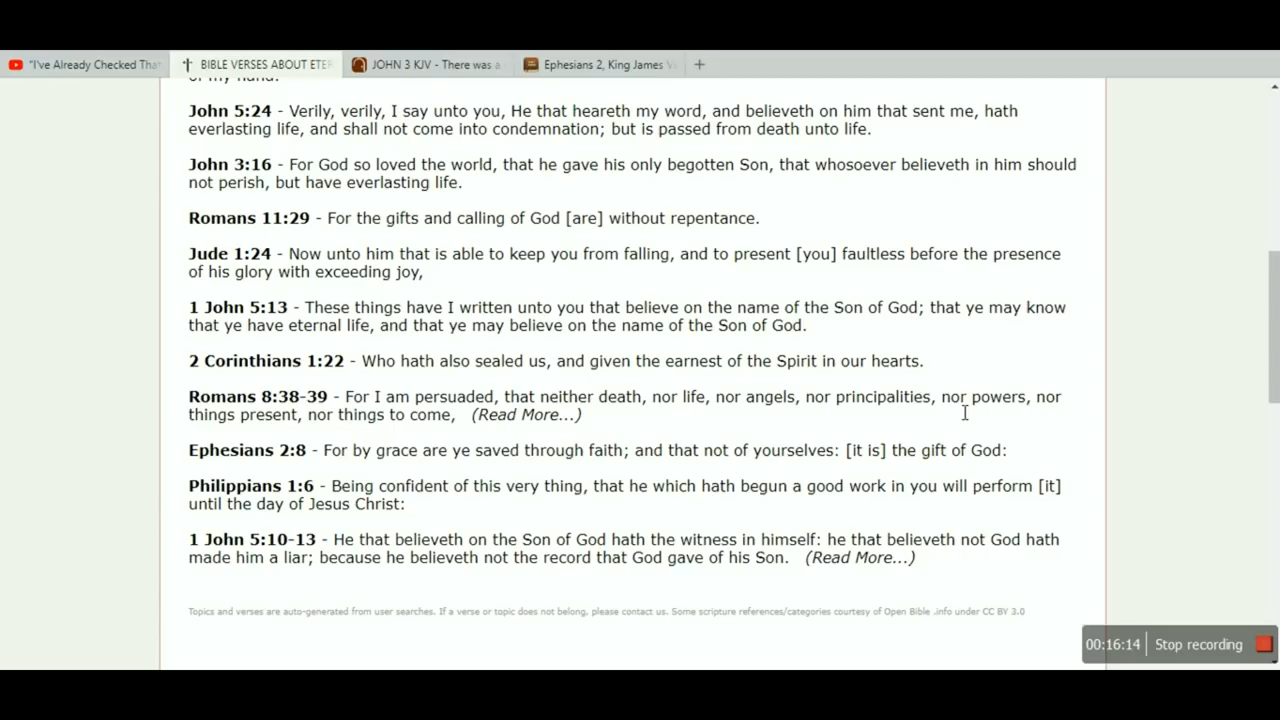 "I've Already Checked Tha
BIBLE VERSES ABOUT ETER
JOHN 3 KJV - There was a
Ephesians 2, King James V
of my hand.
John 5:24 - Verily, verily, I say unto you, He that heareth my word, and believeth on him that sent me, hath
everlasting life, and shall not come into condemnation; but is passed from death unto life.
John 3:16 - For God so loved the world, that he gave his only begotten Son, that whosoever believeth in him should
not perish, but have everlasting life.
Romans 11:29 - For the gifts and calling of God [are] without repentance.
Jude 1:24 - Now unto him that is able to keep you from falling, and to present [you] faultless before the presence
of his glory with exceeding joy,
1 John 5:13 - These things have I written unto you that believe on the name of the Son of God; that ye may know
that ye have eternal life, and that ye may believe on the name of the Son of God.
2 Corinthians 1:22 - Who hath also sealed us, and given the earnest of the Spirit in our hearts.
Romans 8:38-39 - For I am persuaded, that neither death, nor life, nor angels, nor principalities, nor powers, nor
things present, nor things to come, (Read More...)
Ephesians 2:8 - For by grace are ye saved through faith; and that not of yourselves: [it is] the gift of God:
Philippians 1:6 - Being confident of this very thing, that he which hath begun a good work in you will perform [it]
until the day of Jesus Christ:
1 John 5:10-13 - He that believeth on the Son of God hath the witness in himself: he that believeth not God hath
made him a liar; because he believeth not the record that God gave of his Son. (Read More...)
Topics and verses are auto-generated from user searches. If a verse or topic does not belong, please contact us. Some scripture references/categories courtesy of Open Bible .info under CC BY 3.0
00:16:14 Stop recording